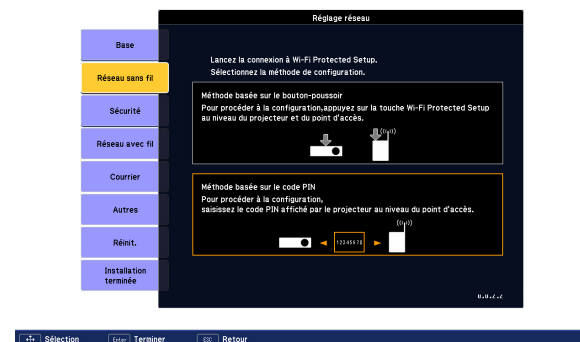 Réglage réseau
Base
Réseau sans fil
Sécurité
Réseau avec fil
Courrier
Autres
Réinit.
Installation
terminée
Lancez la connexion à Wi-Fi Protected Setup.
Sélectionnez la méthode de configuration.
Méthode basée sur le bouton-poussoir
Pour procéder à la configuration,appuyez sur la touche Wi-Fi Protected Setup
au niveau du projecteur et du point d'accès.
Méthode basée sur le code PIN
Pour procéder à la configuration,
saisissez le code PIN affiché par le projecteur au niveau du point d'accès.
12345678
Sélection Enter Terminer ESC Retour